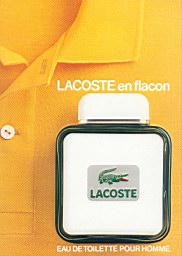 LACOSTE en flacon
LACOSTE
EAU DE TOILETTE POUR HOMME.